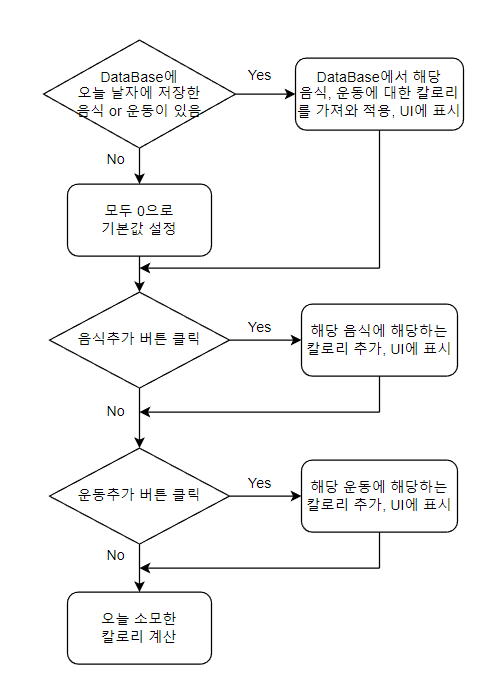 DataBase에
오늘 날자에 저장한
음식 or 운동이 있음
Yes
DataBase에서 해당
음식, 운동에 대한 칼로리
를 가져와 적용, UI에 표시
No
모두 0으로
기본값 설정
음식추가 버튼 클릭
Yes
해당 음식에 해당하는
칼로리 추가, UI에 표시
No
운동추가 버튼 클릭
Yes
해당 운동에 해당하는
칼로리 추가, UI에 표시
No
오늘 소모한
칼로리 계산